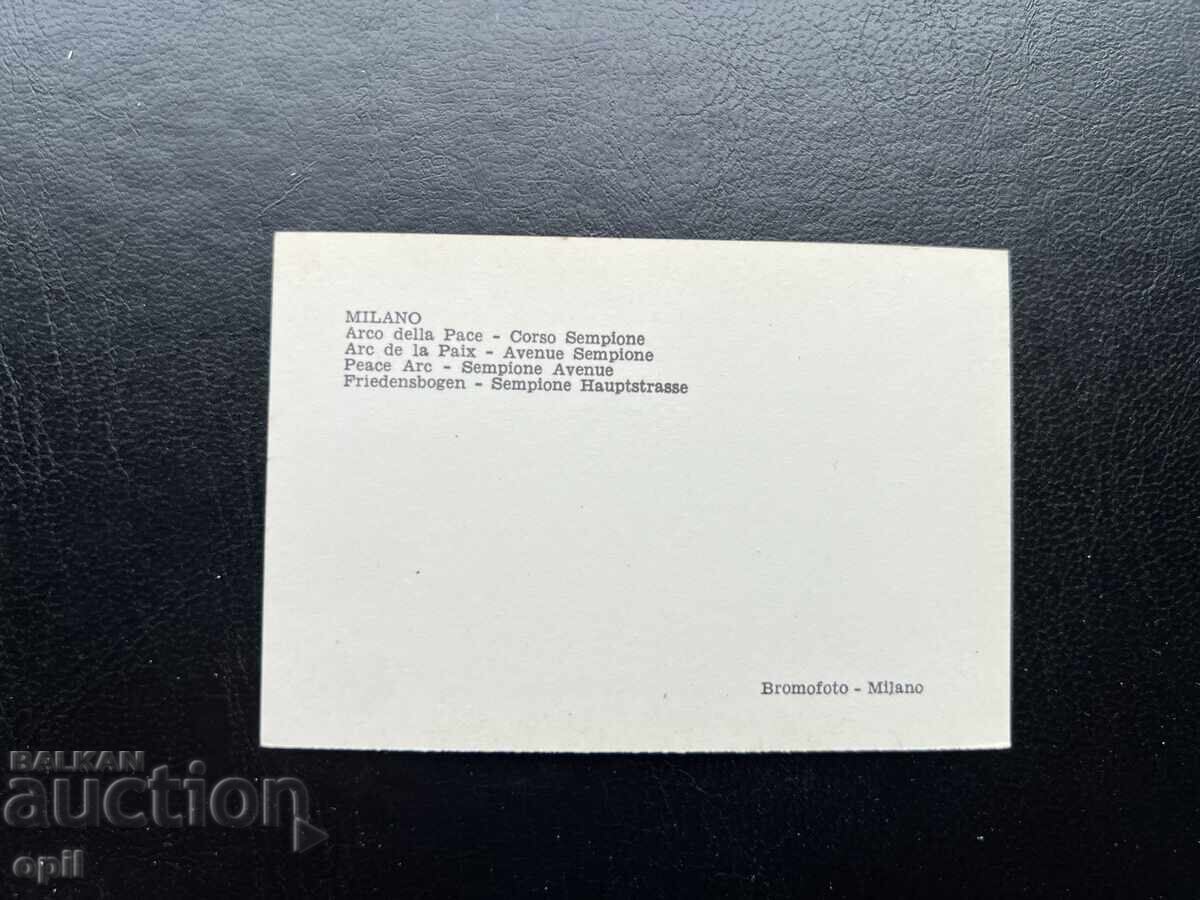 MILANO
Arco della Pace - Corso Sempione
Arc de la Paix - Avenue Sempione
Peace Arc - Sempione Avenue
Friedensbogen - Sempione Hauptstrasse
Bromofoto - Milano
BALKAN
auction
opil